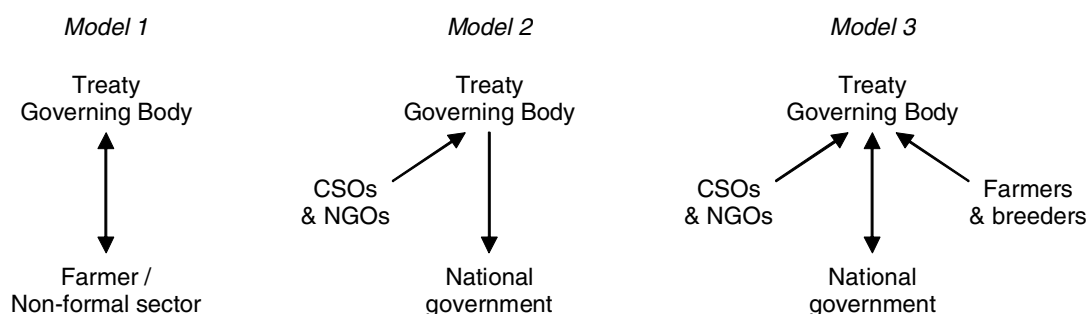 Model 1
Treaty
Governing Body
Farmer /
Non-formal sector
Model 2
Treaty
Governing Body
CSOs
& NGOs
National
government
Model 3
Treaty
Governing Body
CSOs
& NGOs
Farmers
& breeders
National
government